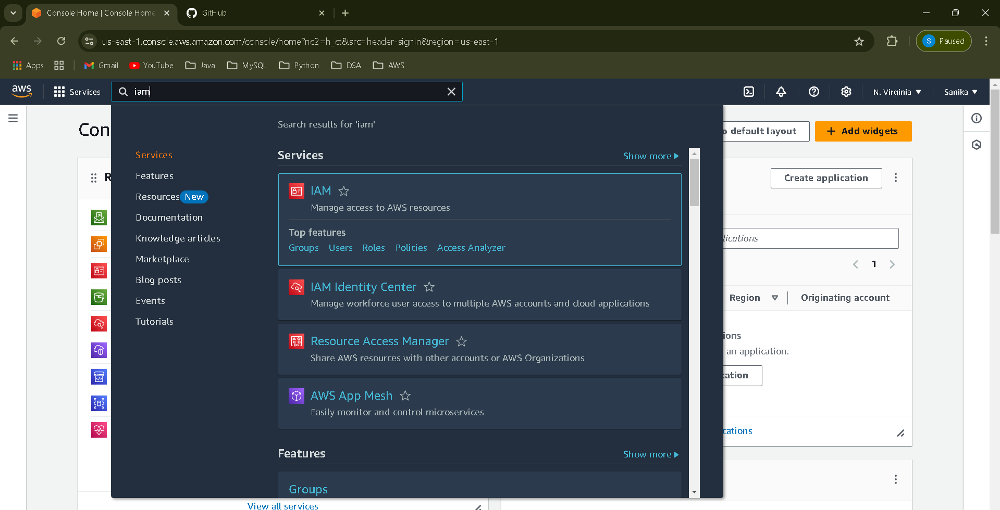 Console Home | Console Home
GitHub
us-east-1.console.aws.amazon.com/console/home?nc2=h_ct&src=header-signin&region=us-east-1
S Paused
Apps
Gmail
YouTube
Java
MySQL
Python
DSA
AWS
aws
Services
iam
N. Virginia
Sanika
Con
o default layout
+ Add widgets
R
Search results for 'iam'
Services
Features
Resources New
Documentation
Knowledge articles
Marketplace
Blog posts
Events
Tutorials
Services
Show more
IAM
Manage access to AWS resources
Top features
Groups Users Roles Policies Access Analyzer
IAM Identity Center
Manage workforce user access to multiple AWS accounts and cloud applications
Resource Access Manager
Share AWS resources with other accounts or AWS Organizations
AWS App Mesh
Easily monitor and control microservices
Features
Show more
Groups
Create application
lications
1
Region
Originating account
ions
an application.
cation
cations
View all services